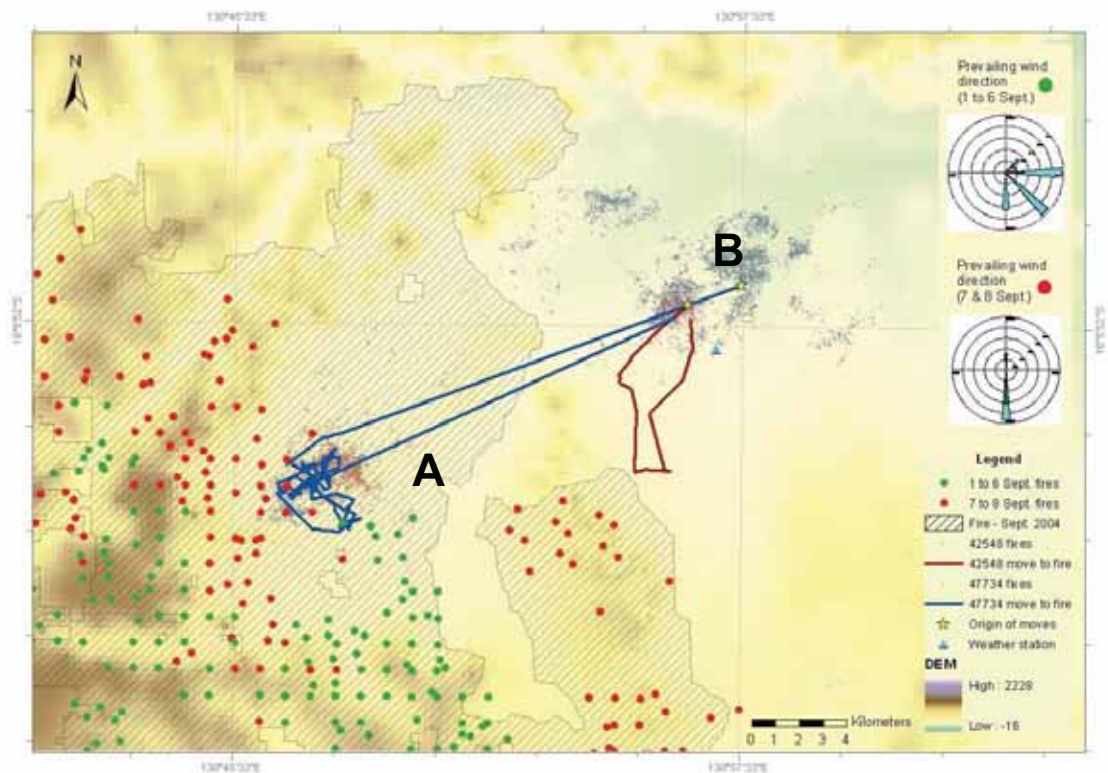 N
A
B
Prevailing wind
direction
(1 to 6 Sept.)
Prevailing wind
direction
(7 & 8 Sept.)
Legend
1 to 6 Sept. fires
7 to 9 Sept. fires
Fire - Sept. 2004
42548 fixes
42548 move to fire
47734 fixes
47734 move to fire
Origin of moves
Weather station
DEM
High : 2228
Low : -16
Kilometers
0 1 2 3 4